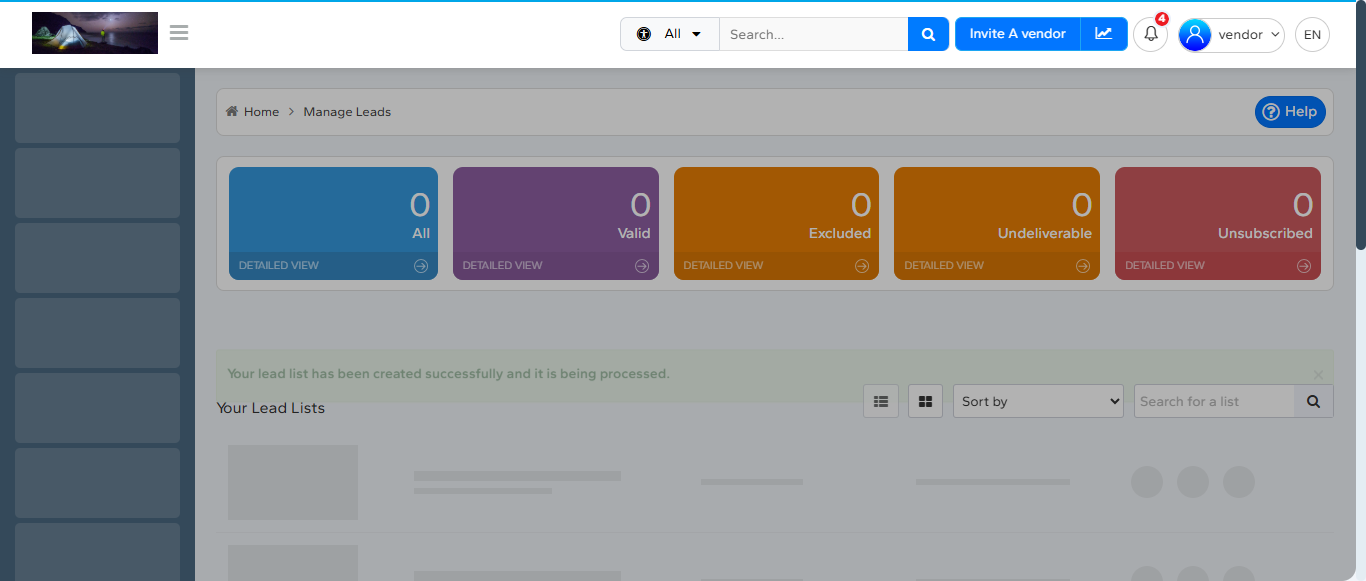 All
Search...
Invite A vendor
4
vendor
EN
Home
Manage Leads
Help
0
All
DETAILED VIEW
0
Valid
DETAILED VIEW
0
Excluded
DETAILED VIEW
0
Undeliverable
DETAILED VIEW
0
Unsubscribed
DETAILED VIEW
Your lead list has been created successfully and it is being processed.
×
Your Lead Lists
Sort by
Search for a list